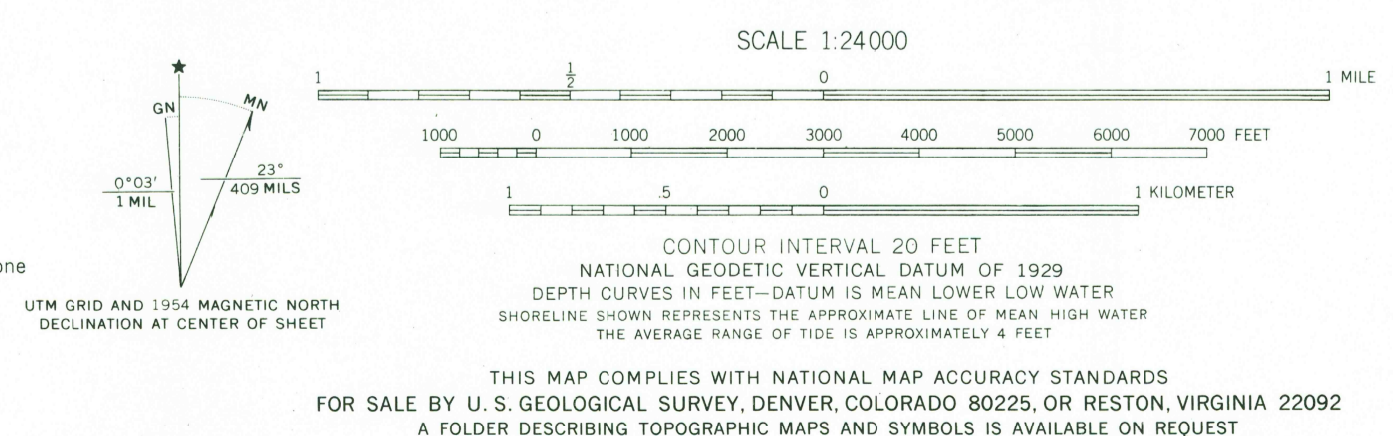 SCALE 1:24000
★
GN
MN
0°03'
1 MIL
23°
409 MILS
1 ½ 0 1 MILE
1000 0 1000 2000 3000 4000 5000 6000 7000 FEET
1 .5 0 1 KILOMETER
one
UTM GRID AND 1954 MAGNETIC NORTH
DECLINATION AT CENTER OF SHEET
CONTOUR INTERVAL 20 FEET
NATIONAL GEODETIC VERTICAL DATUM OF 1929
DEPTH CURVES IN FEET—DATUM IS MEAN LOWER LOW WATER
SHORELINE SHOWN REPRESENTS THE APPROXIMATE LINE OF MEAN HIGH WATER
THE AVERAGE RANGE OF TIDE IS APPROXIMATELY 4 FEET
THIS MAP COMPLIES WITH NATIONAL MAP ACCURACY STANDARDS
FOR SALE BY U. S. GEOLOGICAL SURVEY, DENVER, COLORADO 80225, OR RESTON, VIRGINIA 22092
A FOLDER DESCRIBING TOPOGRAPHIC MAPS AND SYMBOLS IS AVAILABLE ON REQUEST